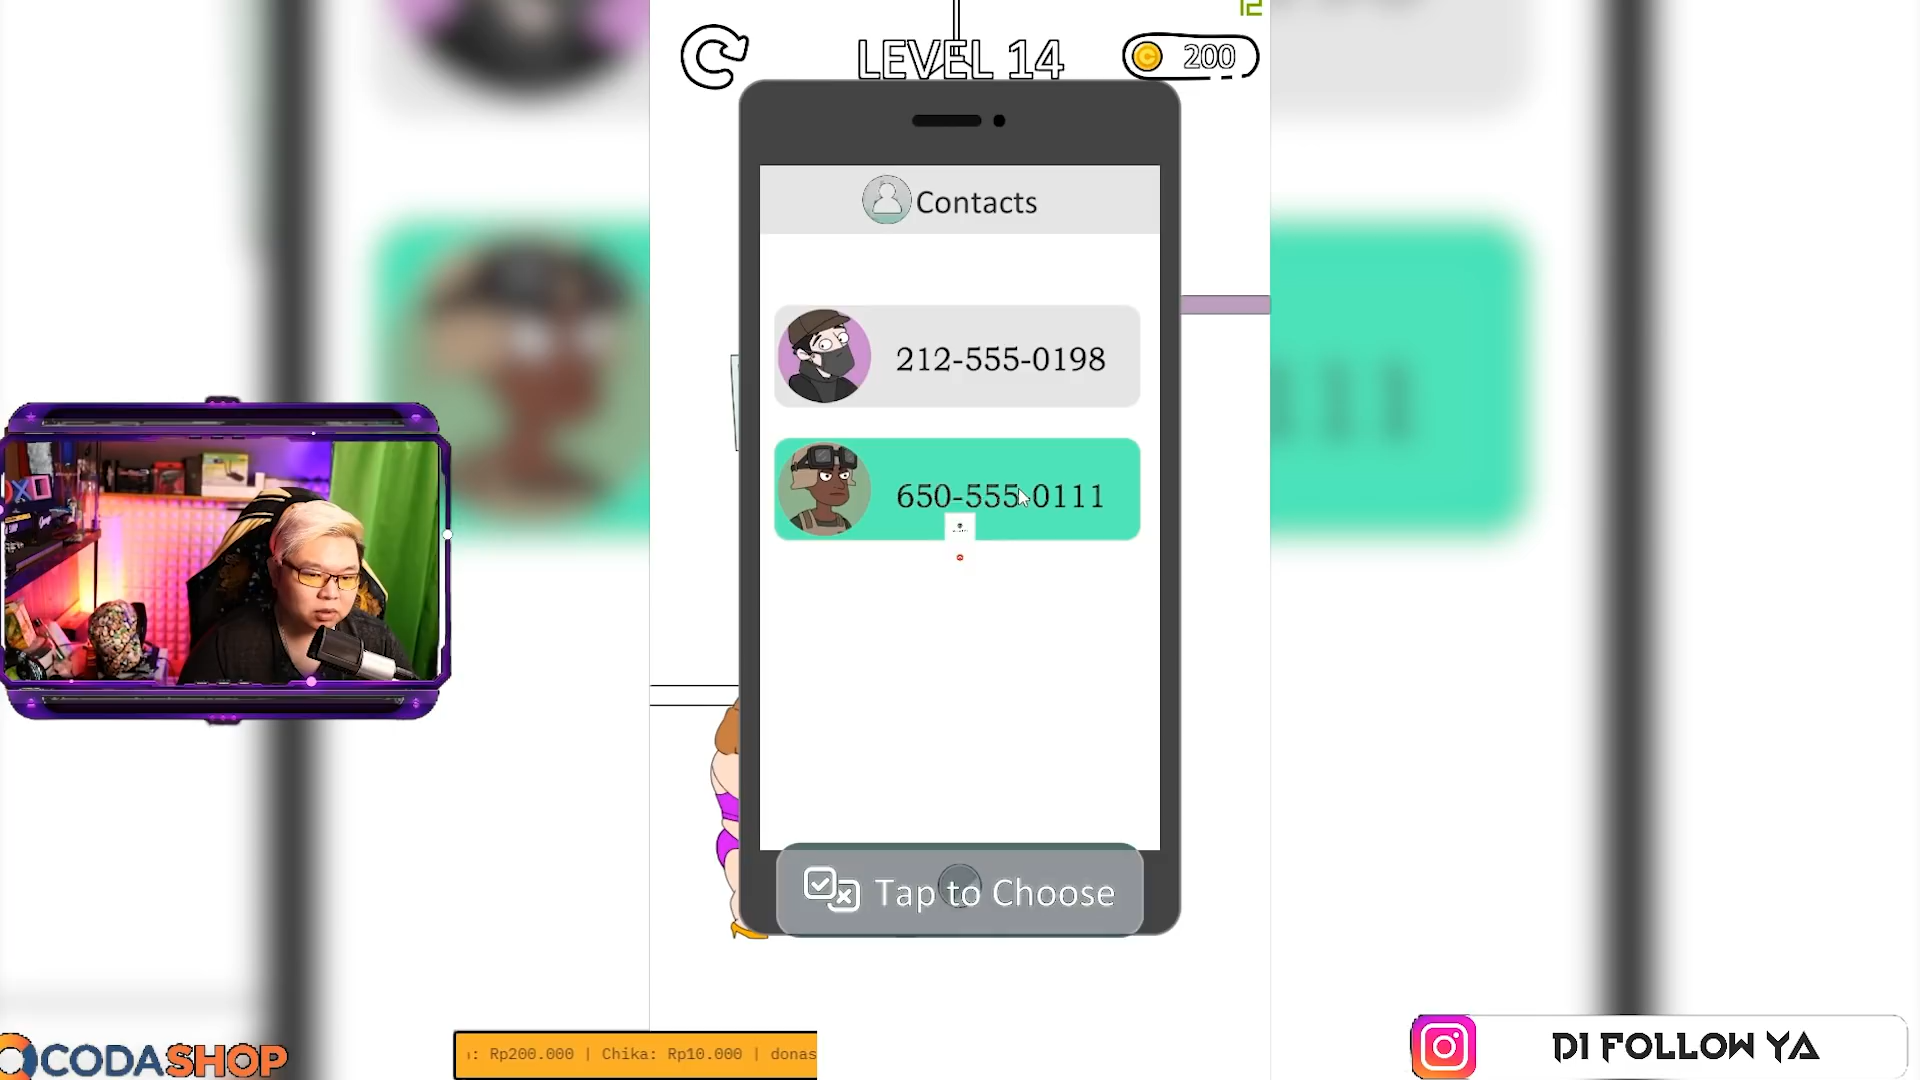 12
LEVEL 14
200
Contacts
212-555-0198
650-555-0111
Tap to Choose
CODASHOP
: Rp200.000 | Chika: Rp10.000 | donas
DI FOLLOW YA